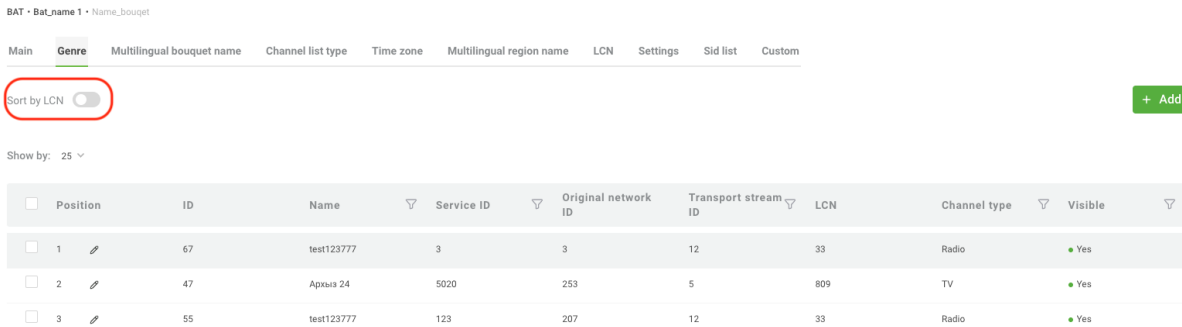 BAT • Bat_name 1 • Name_bouqet
Main Genre Multilingual bouquet name Channel list type Time zone Multilingual region name LCN Settings Sid list Custom
Sort by LCN
+ Add
Show by: 25
Position ID Name Service ID Original network ID Transport stream ID LCN Channel type Visible
1 67 test123777 3 3 12 33 Radio Yes
2 47 Архыз 24 5020 253 5 809 TV Yes
3 55 test123777 123 207 12 33 Radio Yes